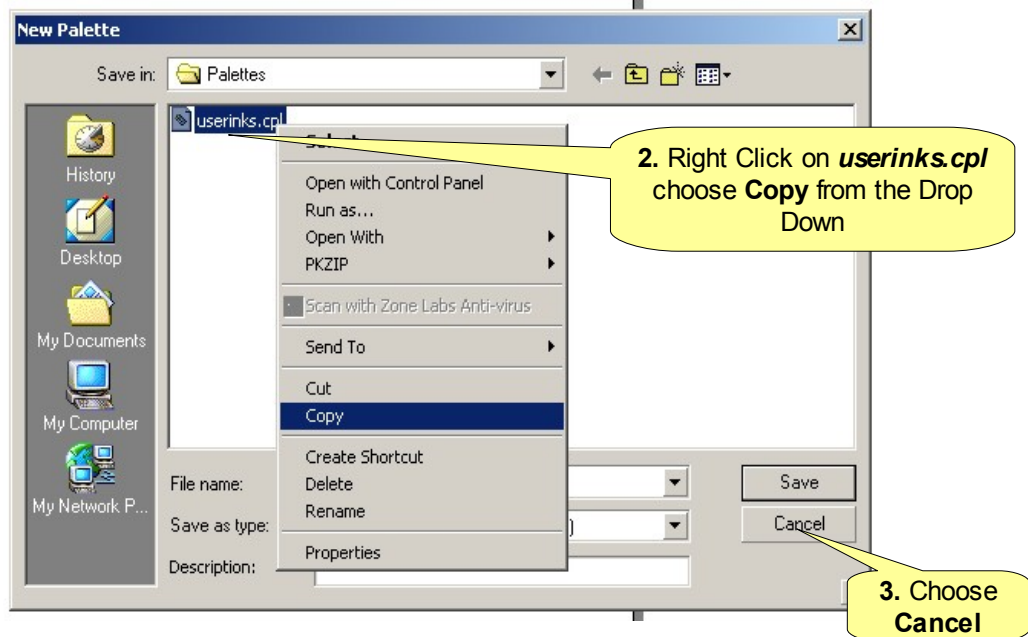 New Palette
Save in:
Palettes
userinks.cpl
2. Right Click on userinks.cpl
choose Copy from the Drop
Down
History
Desktop
My Documents
My Computer
My Network P...
Open with Control Panel
Run as...
Open With
PKZIP
Scan with Zone Labs Anti-virus
Send To
Cut
Copy
Create Shortcut
Delete
Rename
Properties
File name:
Save as type:
Description:
Save
Cancel
3. Choose
Cancel